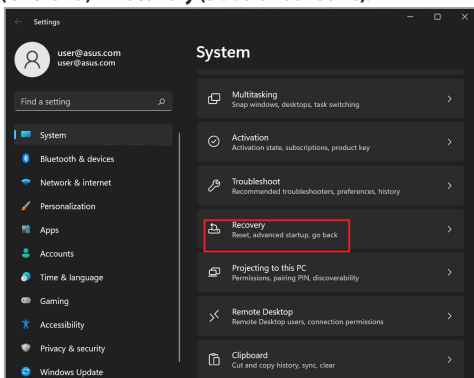 Settings
user@asus.com
user@asus.com
Find a setting
System
Bluetooth & devices
Network & internet
Personalization
Apps
Accounts
Time & language
Gaming
Accessibility
Privacy & security
Windows Update
System
Multitasking
Snap windows, desktops, task switching
Activation
Activation state, subscriptions, product key
Troubleshoot
Recommended troubleshooters, preferences, history
Recovery
Reset, advanced startup, go back
Projecting to this PC
Permissions, pairing PIN, discoverability
Remote Desktop
Remote Desktop users, connection permissions
Clipboard
Cut and copy history, sync, clear